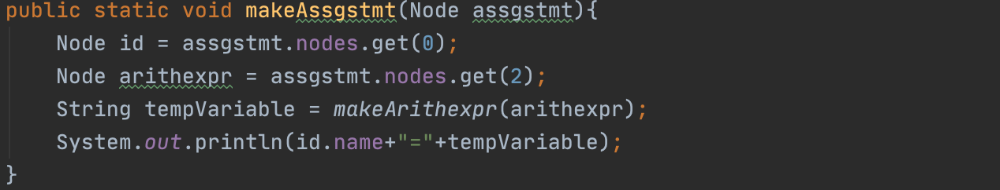 public static void makeAssgstmt(Node assgstmt){
    Node id = assgstmt.nodes.get(0);
    Node arithexpr = assgstmt.nodes.get(2);
    String tempVariable = makeArithexpr(arithexpr);
    System.out.println(id.name+"="+tempVariable);
}